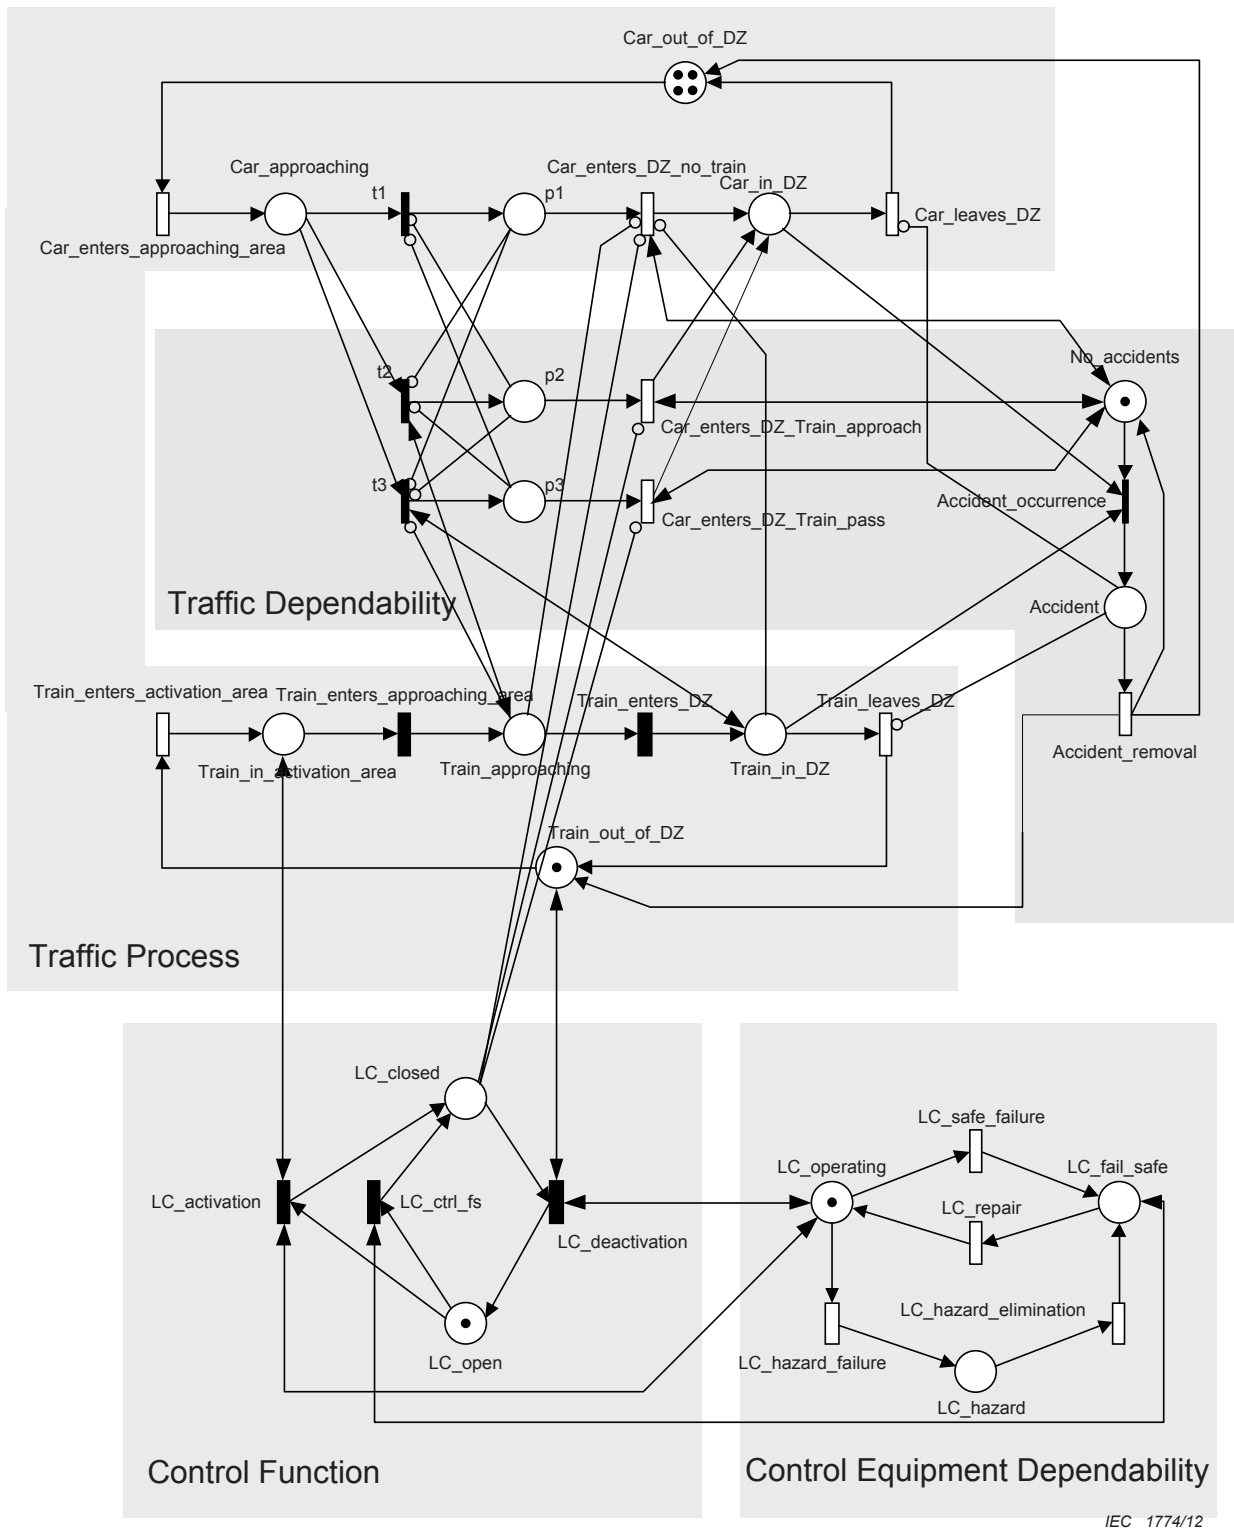 Car_out_of_DZ
Car_approaching
t1
p1
Car_enters_DZ_no_train
Car_in_DZ
Car_leaves_DZ
Car_enters_approaching_area
No_accidents
t2
p2
Car_enters_DZ_Train_approach
t3
p3
Car_enters_DZ_Train_pass
Accident_occurrence
Traffic Dependability
Accident
Train_enters_activation_area
Train_enters_approaching_area
Train_enters_DZ
Train_leaves_DZ
Train_in_activation_area
Train_approaching
Train_in_DZ
Accident_removal
Train_out_of_DZ
Traffic Process
LC_closed
LC_activation
LC_ctrl_fs
LC_deactivation
LC_open
Control Function
LC_safe_failure
LC_operating
LC_fail_safe
LC_repair
LC_hazard_elimination
LC_hazard_failure
LC_hazard
Control Equipment Dependability
IEC 1774/12